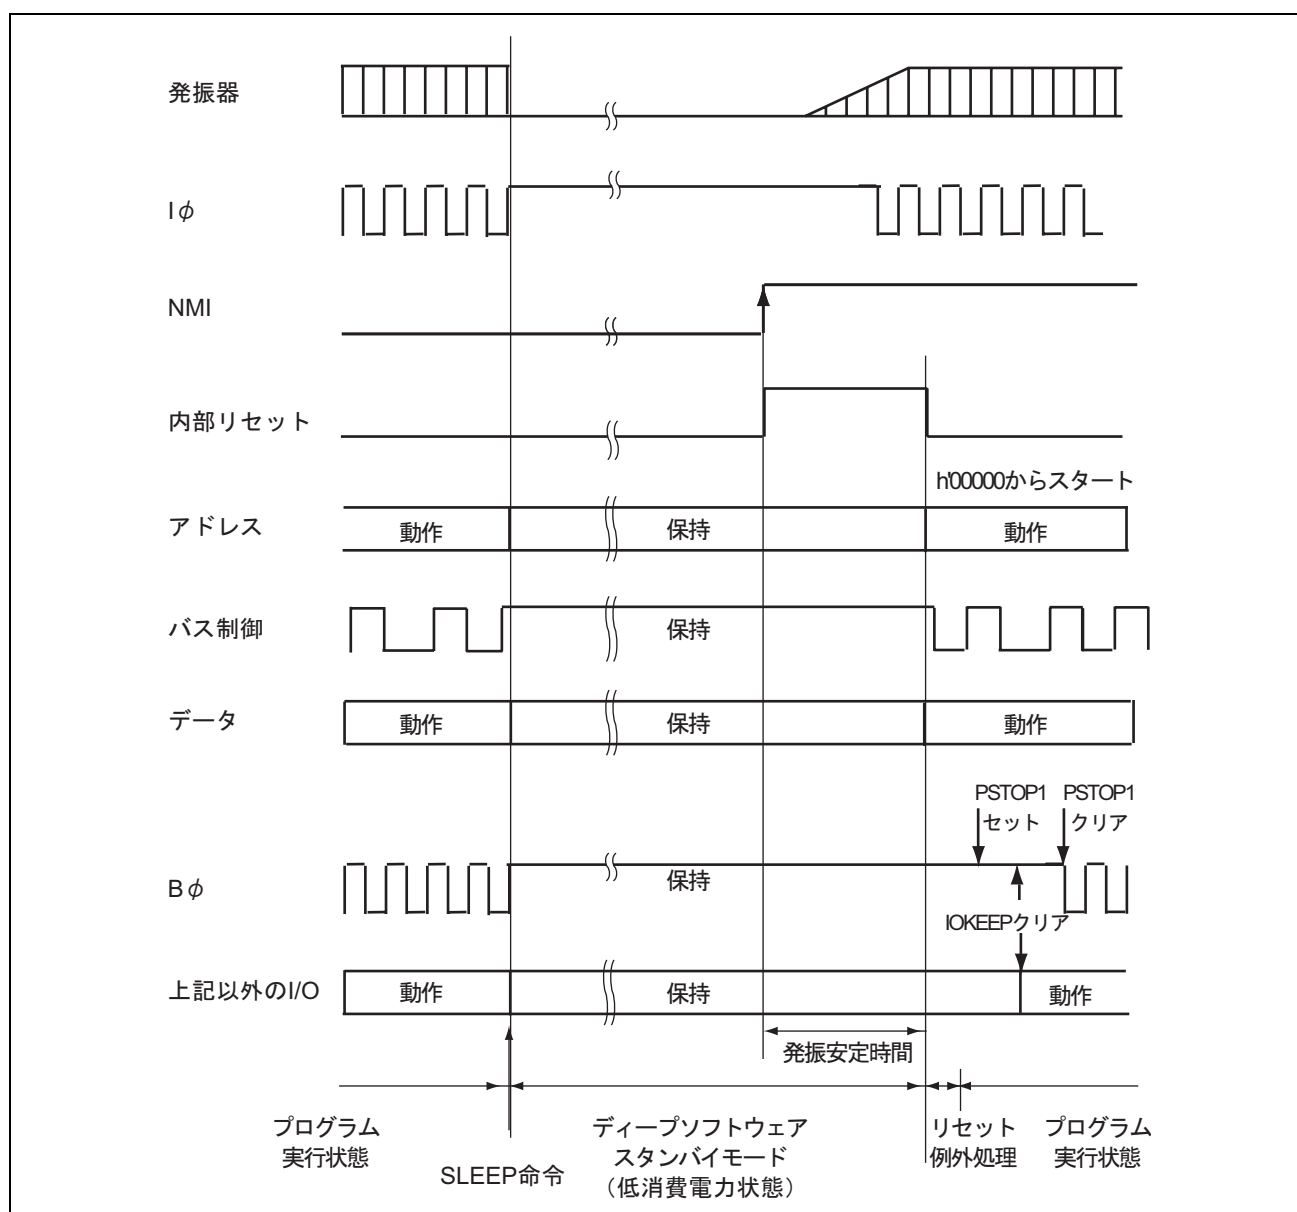 発振器
Iφ
NMI
内部リセット
h'00000からスタート
アドレス
動作
保持
動作
バス制御
保持
データ
動作
保持
動作
PSTOP1
セット
PSTOP1
クリア
Bφ
保持
IOKEEPクリア
上記以外のI/O
動作
保持
動作
発振安定時間
プログラム
実行状態
SLEEP命令
ディープソフトウェア
スタンバイモード
（低消費電力状態）
リセット
例外処理
プログラム
実行状態